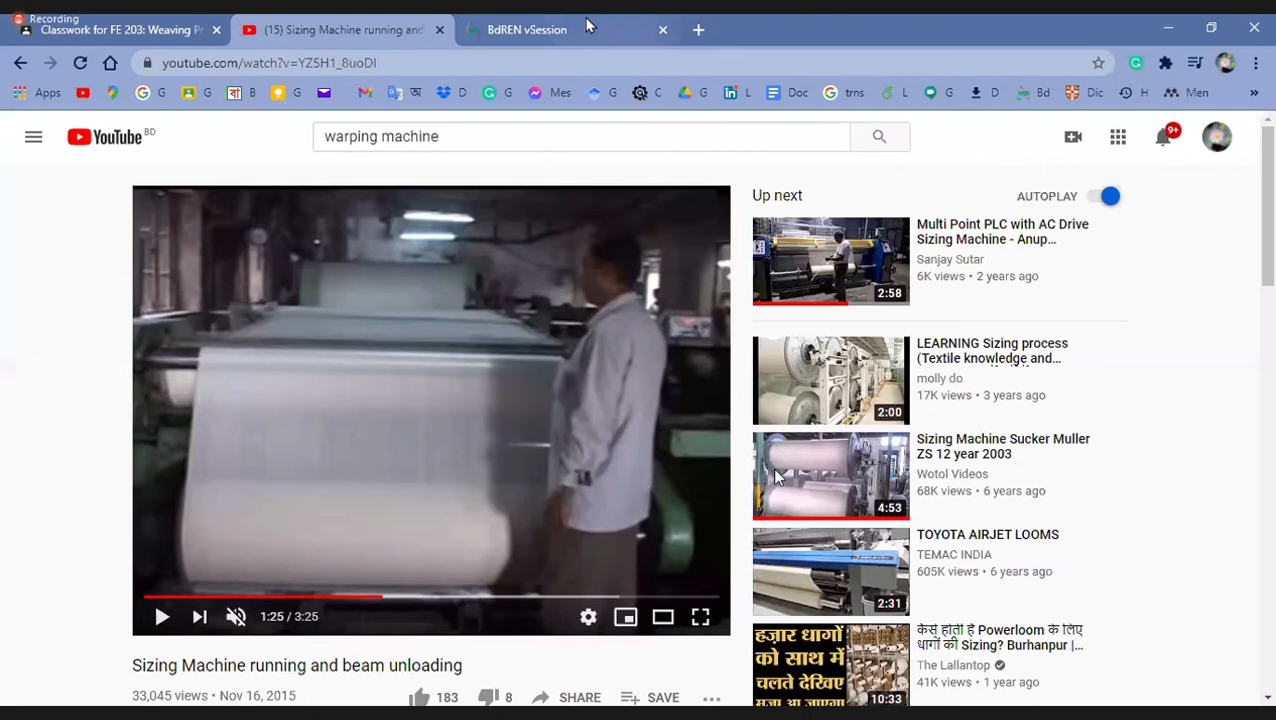 Recording
Classwork for FE 203: Weaving Pr
(15) Sizing Machine running and
BdREN vSession
youtube.com/watch?v=YZ5H1_8uoDI
Apps
G
বা B
G
M
অ
D
G
Mes
G
C
G
L
Doc
trns
L
G
D
Bd
Dic
H
Men
YouTube BD
warping machine
9+
Up next
AUTOPLAY
Multi Point PLC with AC Drive
Sizing Machine - Anup...
Sanjay Sutar
6K views • 2 years ago
2:58
LEARNING Sizing process
(Textile knowledge and...
molly do
17K views • 3 years ago
2:00
Sizing Machine Sucker Muller
ZS 12 year 2003
Wotol Videos
68K views • 6 years ago
4:53
TOYOTA AIRJET LOOMS
TEMAC INDIA
605K views • 6 years ago
2:31
कैसे होती है Powerloom के लिए
धागों की Sizing? Burhanpur |...
The Lallantop
41K views • 1 year ago
हज़ार धागों
को साथ में
चलते देखिए
मज़ा आ जाएगा
10:33
1:25 / 3:25
Sizing Machine running and beam unloading
33,045 views • Nov 16, 2015
183
8
SHARE
SAVE